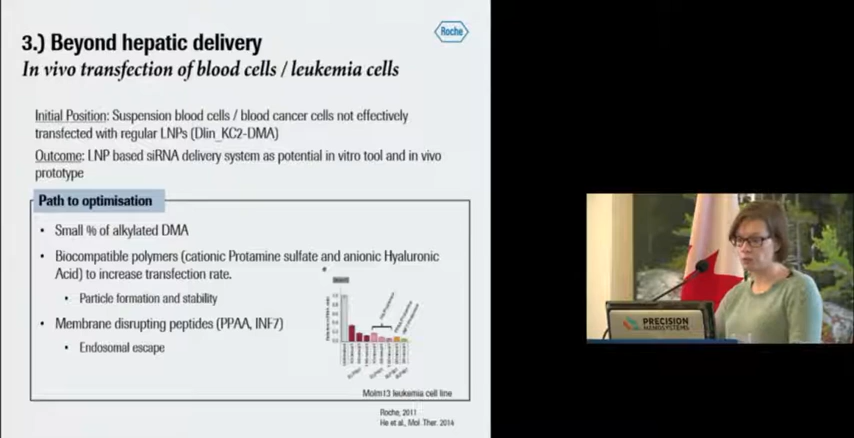 3.) Beyond hepatic delivery
Roche
In vivo transfection of blood cells / leukemia cells
Initial Position: Suspension blood cells / blood cancer cells not effectively
transfected with regular LNPs (Dlin_KC2-DMA)
Outcome: LNP based siRNA delivery system as potential in vitro tool and in vivo
prototype
Path to optimisation
• Small % of alkylated DMA
• Biocompatible polymers (cationic Protamine sulfate and anionic Hyaluronic
Acid) to increase transfection rate.
• Particle formation and stability
• Membrane disrupting peptides (PPAA, INF7)
• Endosomal escape
Molm13 leukemia cell line
Roche, 2011
He et al., Mol. Ther. 2014
PRECISION
NANOSYSTEMS